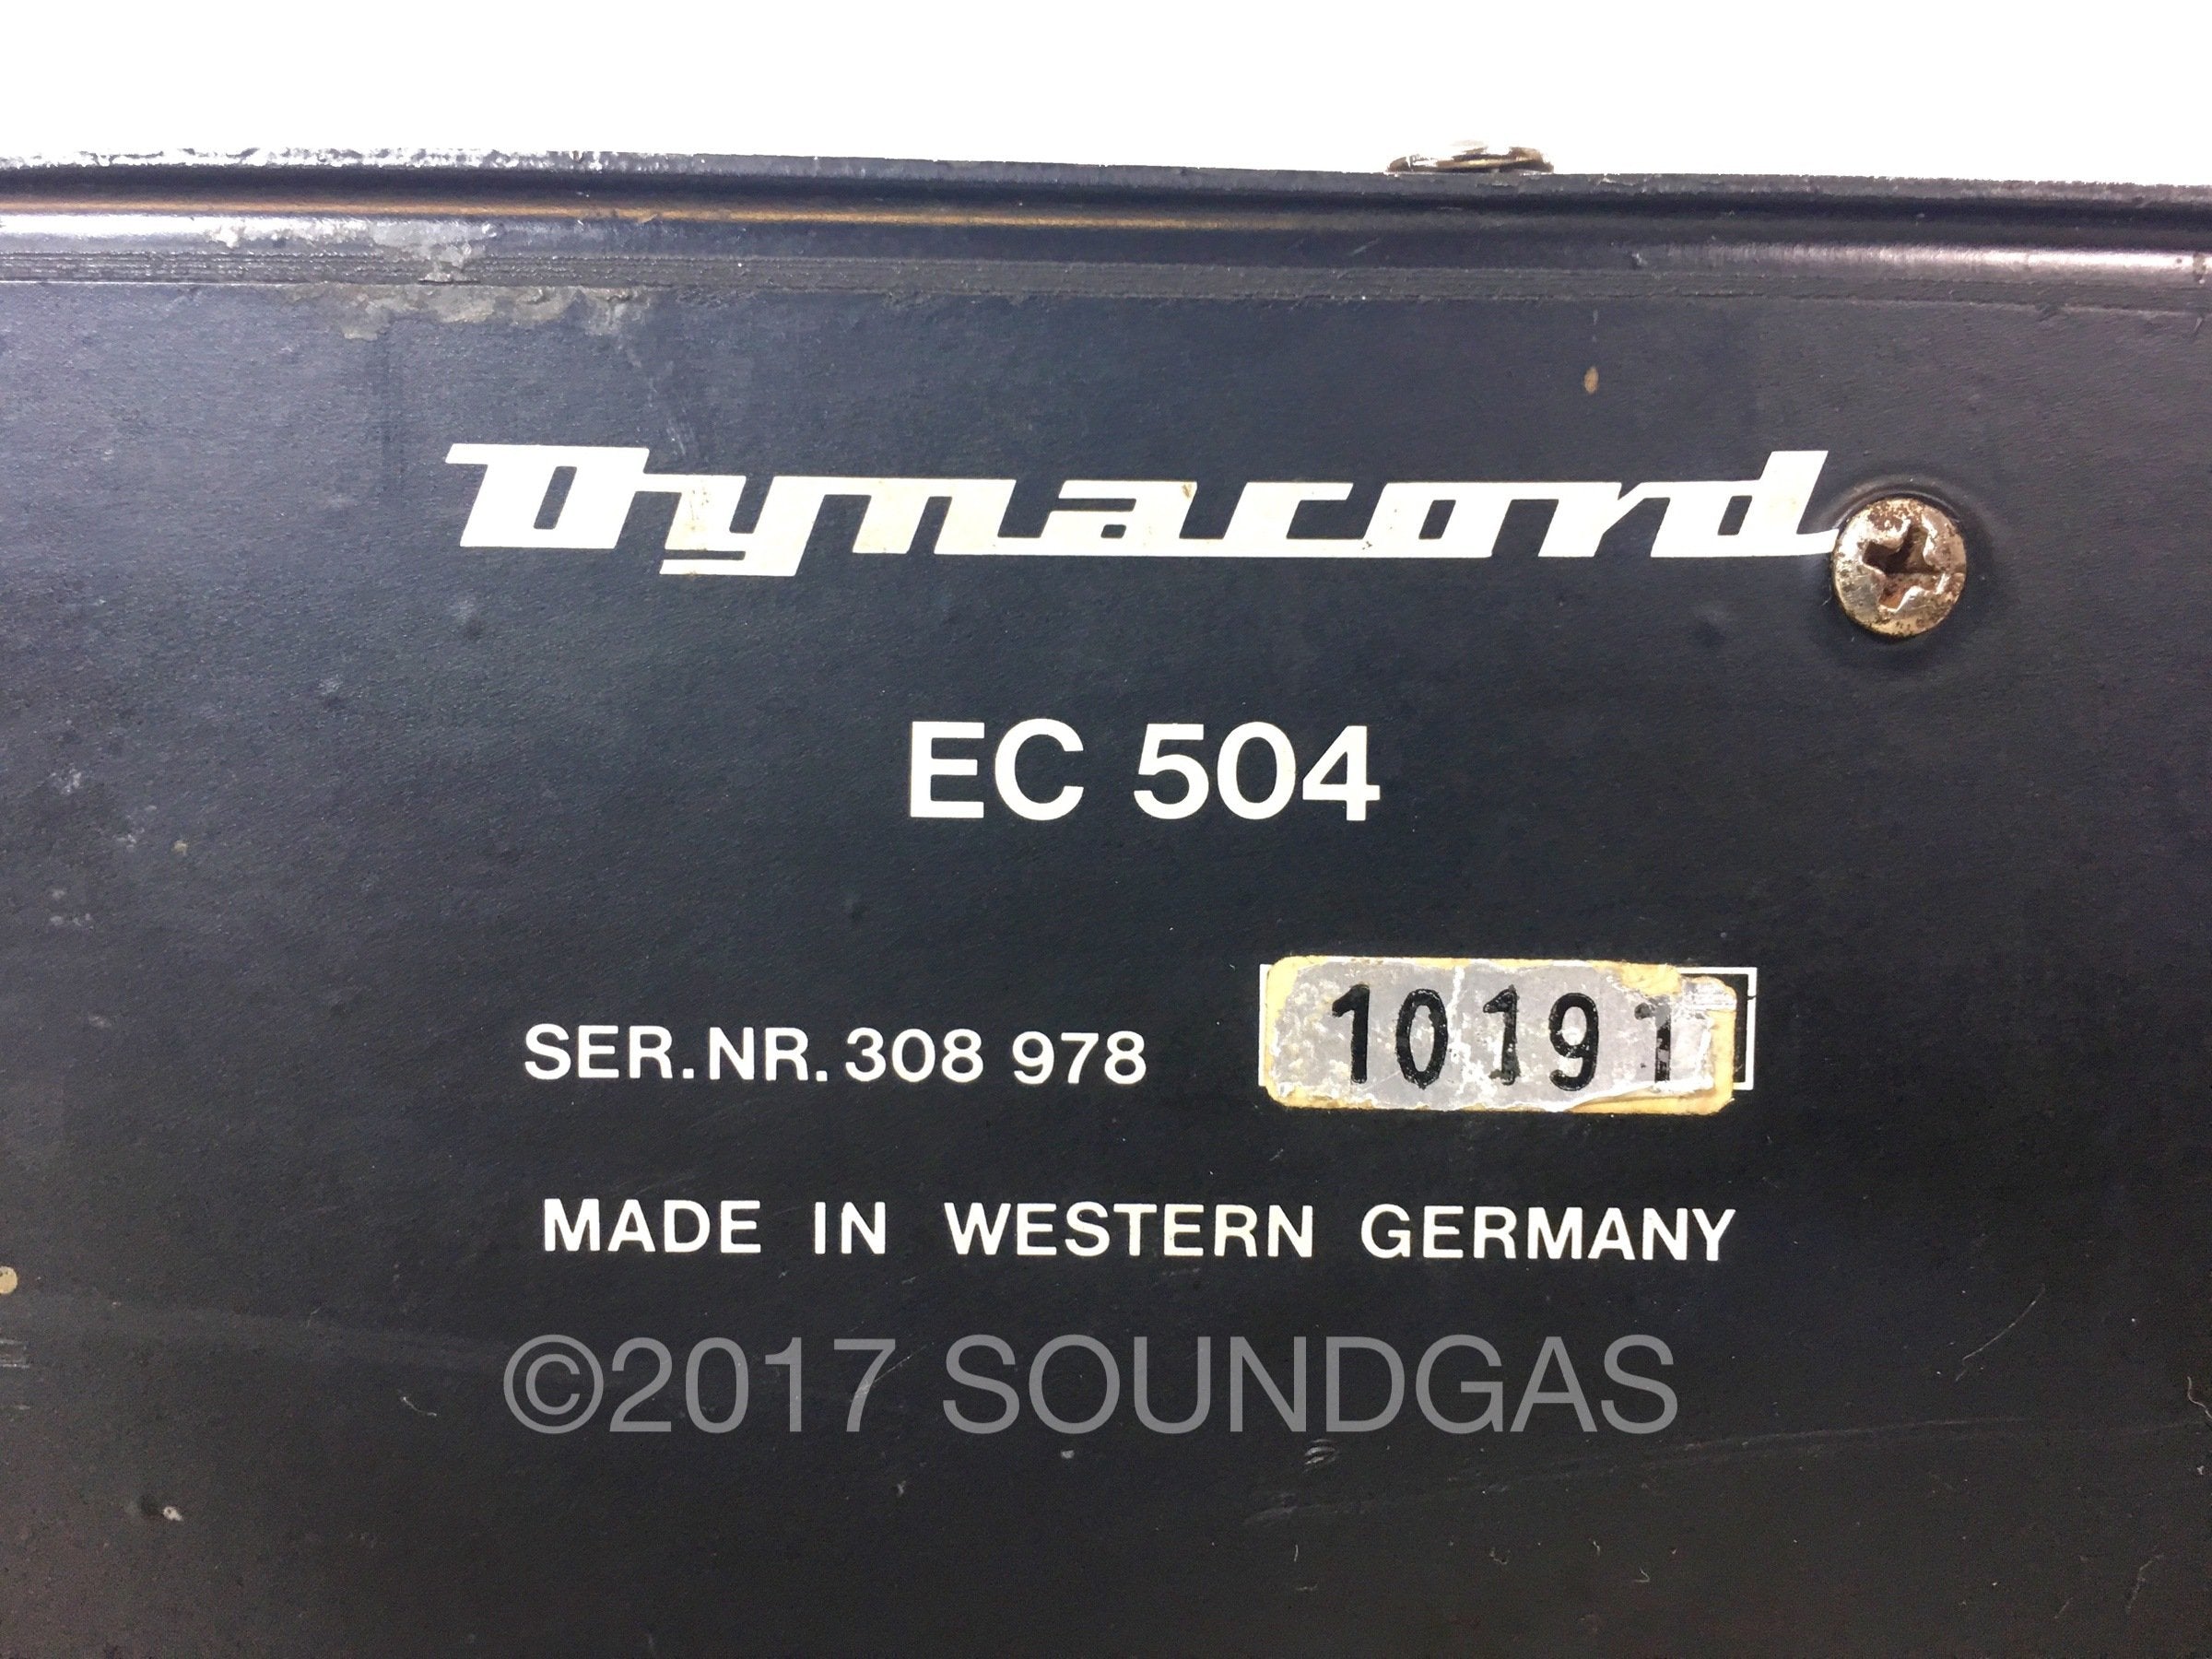 Dynacord
EC 504
SER.NR. 308 978 10191
MADE IN WESTERN GERMANY
©2017 SOUNDGAS